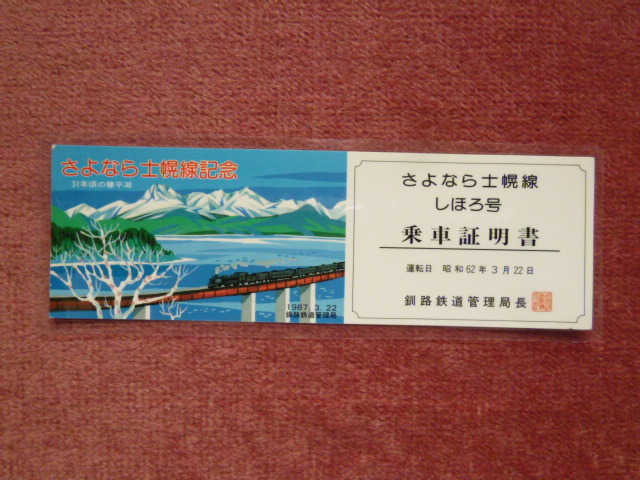 さよなら士幌線記念
31年頃の糠平湖
1987.3.22
釧路鉄道管理局
さよなら士幌線
しほろ号
乗車証明書
運転日 昭和62年3月22日
釧路鉄道管理局長